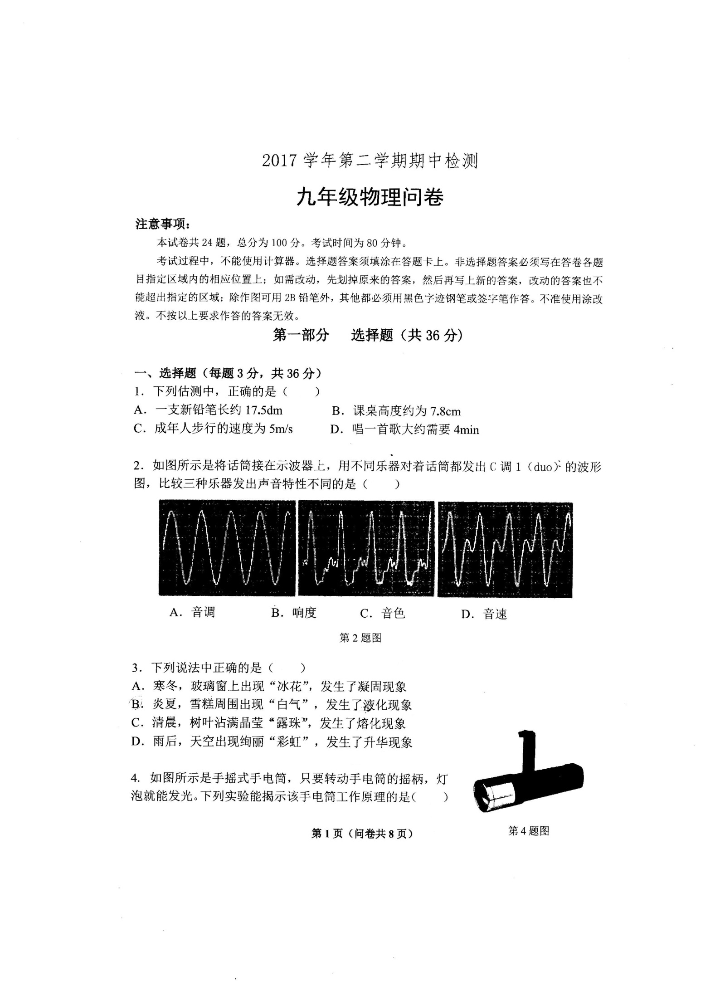 2017 学年第二学期期中检测
九年级物理问卷
注意事项：
本试卷共 24 题，总分为 100 分。考试时间为 80 分钟。
考试过程中，不能使用计算器。选择题答案须填涂在答题卡上。非选择题答案必须写在答卷各题
目指定区域内的相应位置上；如需改动，先划掉原来的答案，然后再写上新的答案，改动的答案也不
能超出指定的区域；除作图可用 2B 铅笔外，其他都必须用黑色字迹钢笔或签字笔作答。不准使用涂改
液。不按以上要求作答的答案无效。
第一部分 选择题（共 36 分）
一、选择题（每题 3 分，共 36 分）
1．下列估测中，正确的是（ ）
A．一支新铅笔长约 17.5dm B．课桌高度约为 7.8cm
C．成年人步行的速度为 5m/s D．唱一首歌大约需要 4min
2．如图所示是将话筒接在示波器上，用不同乐器对着话筒都发出 C 调 1（duo）的波形
图，比较三种乐器发出声音特性不同的是（ ）
A．音调 B．响度 C．音色 D．音速
第 2 题图
3．下列说法中正确的是（ ）
A．寒冬，玻璃窗上出现“冰花”，发生了凝固现象
B．炎夏，雪糕周围出现“白气”，发生了液化现象
C．清晨，树叶沾满晶莹“露珠”，发生了熔化现象
D．雨后，天空出现绚丽“彩虹”，发生了升华现象
4. 如图所示是手摇式手电筒，只要转动手电筒的摇柄，灯
泡就能发光。下列实验能揭示该手电筒工作原理的是（ ）
第 4 题图
第 1 页（问卷共 8 页）